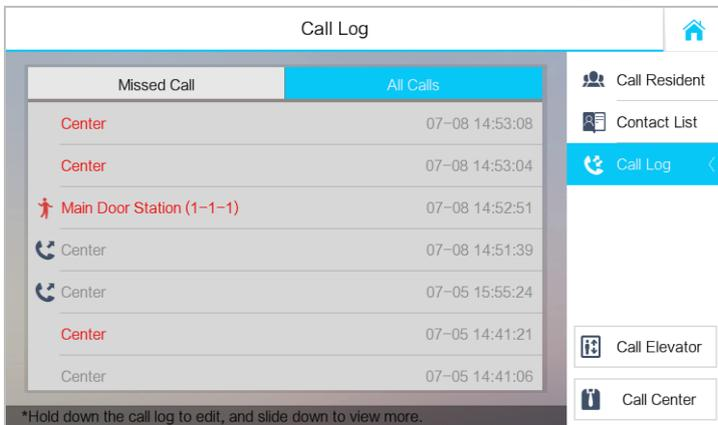 Call Log
Missed Call
All Calls
Center 07-08 14:53:08
Center 07-08 14:53:04
Main Door Station (1-1-1) 07-08 14:52:51
Center 07-08 14:51:39
Center 07-05 15:55:24
Center 07-05 14:41:21
Center 07-05 14:41:06
*Hold down the call log to edit, and slide down to view more.
Call Resident
Contact List
Call Log
Call Elevator
Call Center